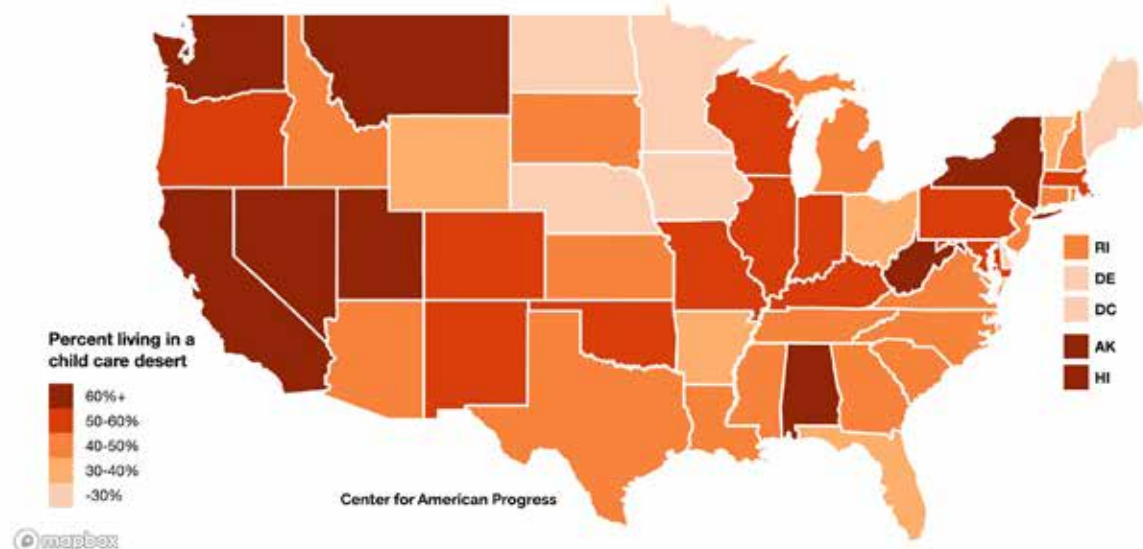 RI
DE
DC
AK
HI
Percent living in a
child care desert
60%+
50-60%
40-50%
30-40%
-30%
Center for American Progress
mapbox